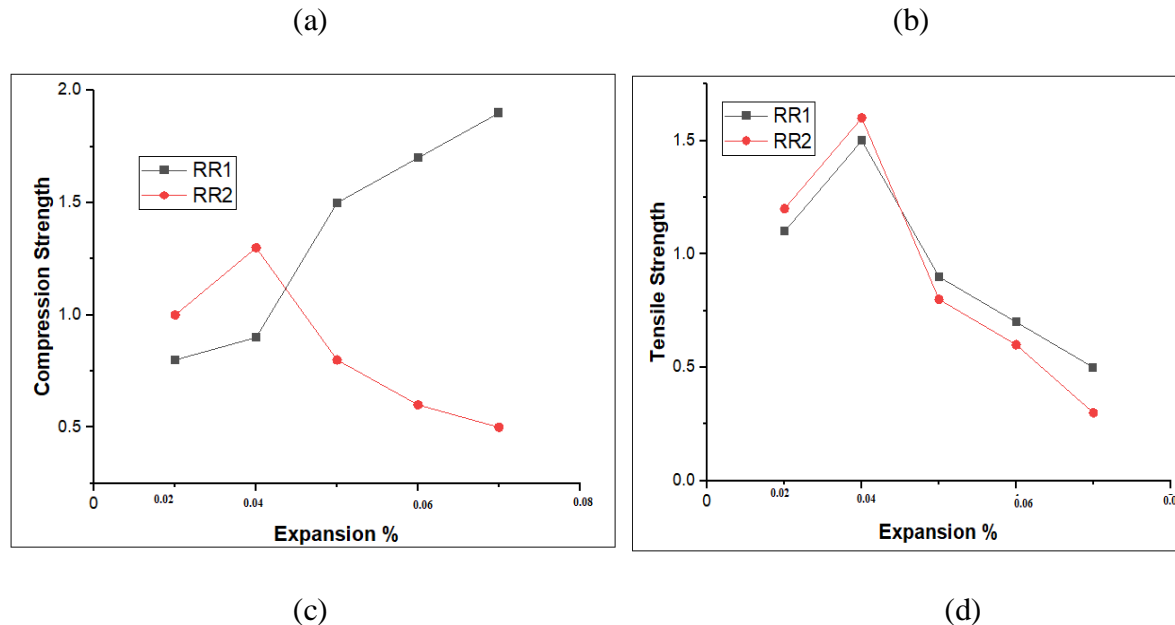 (a)
(b)
2.0
1.5
1.0
0.5
Compression Strength
RR1
RR2
0
0.02
0.04
0.06
0.08
Expansion %
1.5
1.0
0.5
0.0
Tensile Strength
RR1
RR2
0
0.02
0.04
0.06
Expansion %
(c)
(d)